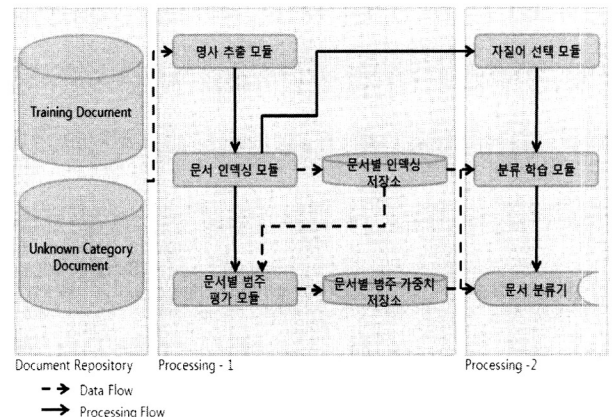 명사 추출 모듈
자질어 선택 모듈
Training Document
문서 인덱싱 모듈
문서별 인덱싱
저장소
분류 학습 모듈
Unknown Category
Document
문서별 범주
평가 모듈
문서별 범주 가중치
저장소
문서 분류기
Document Repository
Processing - 1
Processing -2
Data Flow
Processing Flow